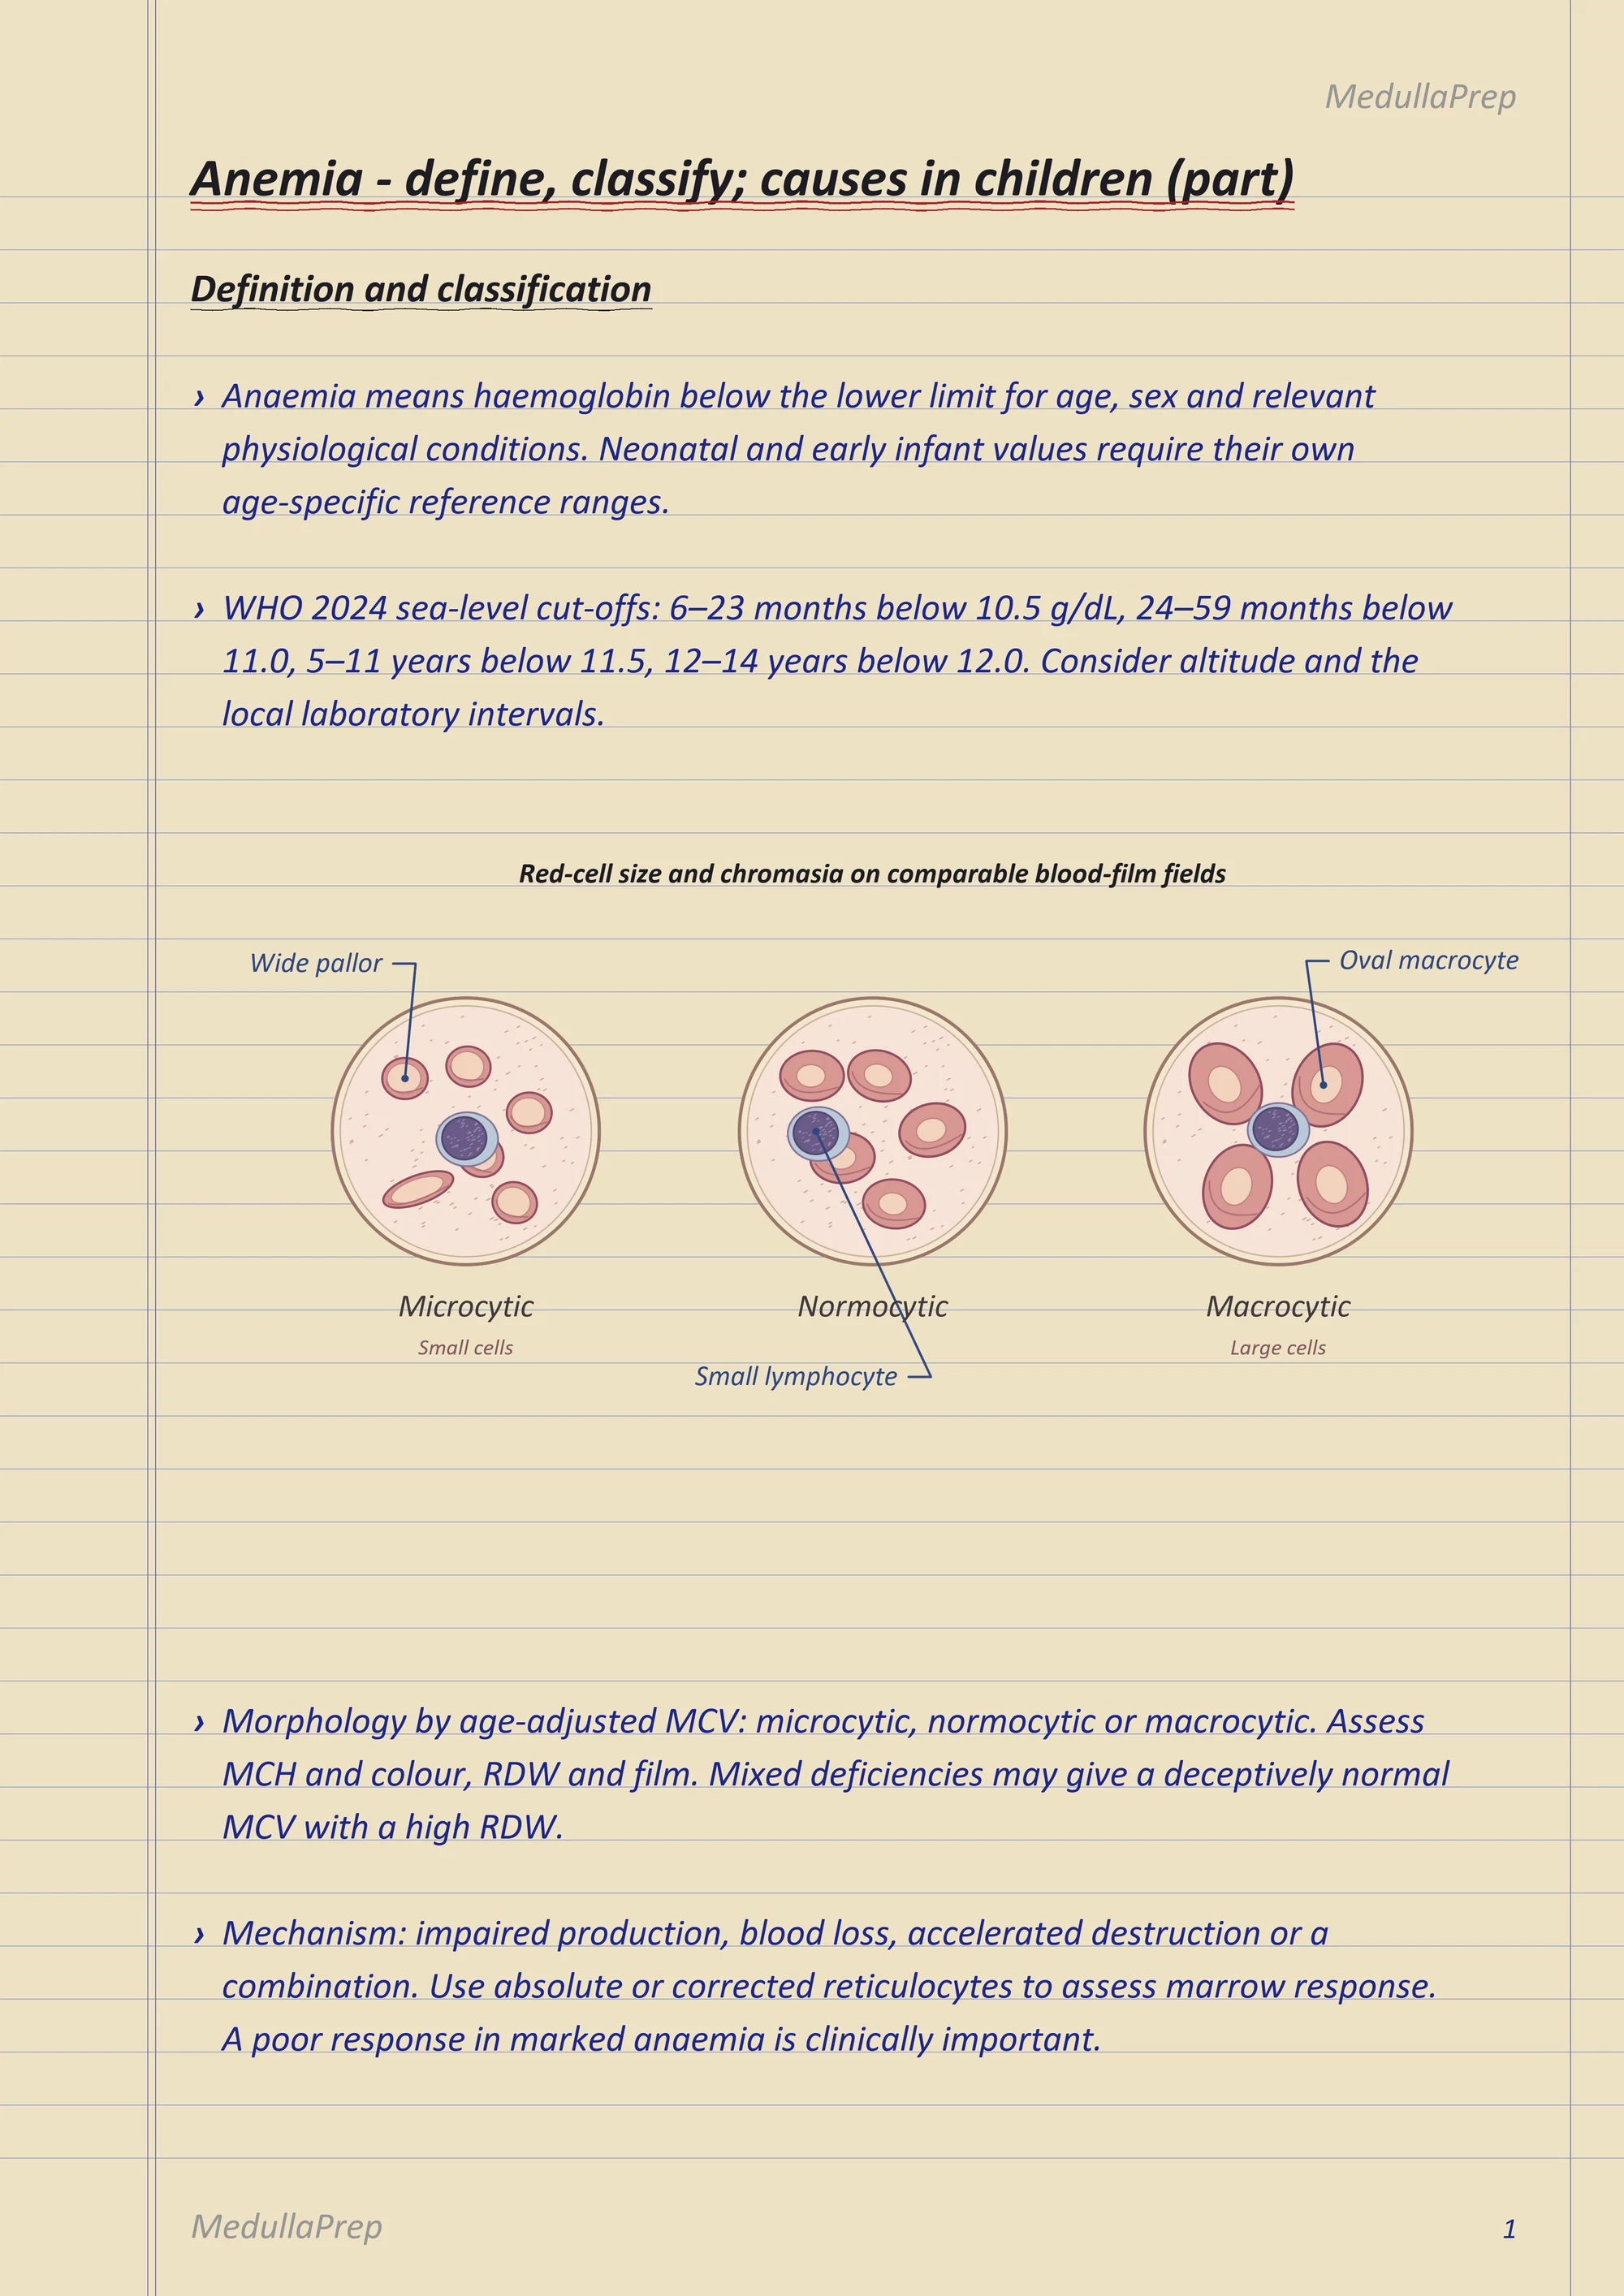 MedullaPrep
Anemia - define, classify; causes in children (part)
Definition and classification
› Anaemia means haemoglobin below the lower limit for age, sex and relevant
physiological conditions. Neonatal and early infant values require their own
age-specific reference ranges.
› WHO 2024 sea-level cut-offs: 6–23 months below 10.5 g/dL, 24–59 months below
11.0, 5–11 years below 11.5, 12–14 years below 12.0. Consider altitude and the
local laboratory intervals.
Red-cell size and chromasia on comparable blood-film fields
Wide pallor
Oval macrocyte
Microcytic
Normocytic
Macrocytic
Small cells
Large cells
Small lymphocyte
› Morphology by age-adjusted MCV: microcytic, normocytic or macrocytic. Assess
MCH and colour, RDW and film. Mixed deficiencies may give a deceptively normal
MCV with a high RDW.
› Mechanism: impaired production, blood loss, accelerated destruction or a
combination. Use absolute or corrected reticulocytes to assess marrow response.
A poor response in marked anaemia is clinically important.
MedullaPrep
1